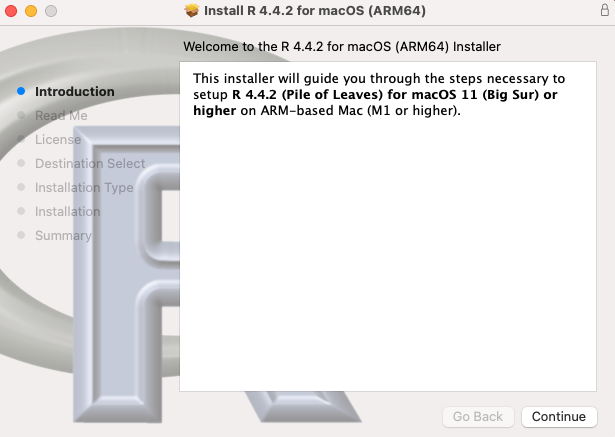 Install R 4.4.2 for macOS (ARM64)
Welcome to the R 4.4.2 for macOS (ARM64) Installer
Introduction
Read Me
License
Destination Select
Installation Type
Installation
Summary
This installer will guide you through the steps necessary to
setup R 4.4.2 (Pile of Leaves) for macOS 11 (Big Sur) or
higher on ARM-based Mac (M1 or higher).
R
Go Back
Continue